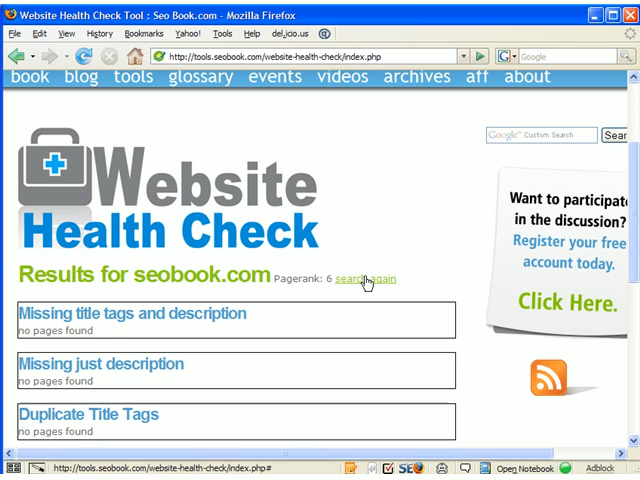 Website Health Check Tool : Seo Book.com - Mozilla Firefox
File Edit View History Bookmarks Yahoo! Tools Help del.icio.us
http://tools.seobook.com/website-health-check/index.php
Google
book blog tools glossary events videos archives aff about
Google™ Custom Search
Sear
Website
Health Check
Want to participate
in the discussion?
Register your free
account today.
Click Here.
Results for seobook.com Pagerank: 6 search again
Missing title tags and description
no pages found
Missing just description
no pages found
Duplicate Title Tags
no pages found
http://tools.seobook.com/website-health-check/index.php#
SEO
Open Notebook
Adblock